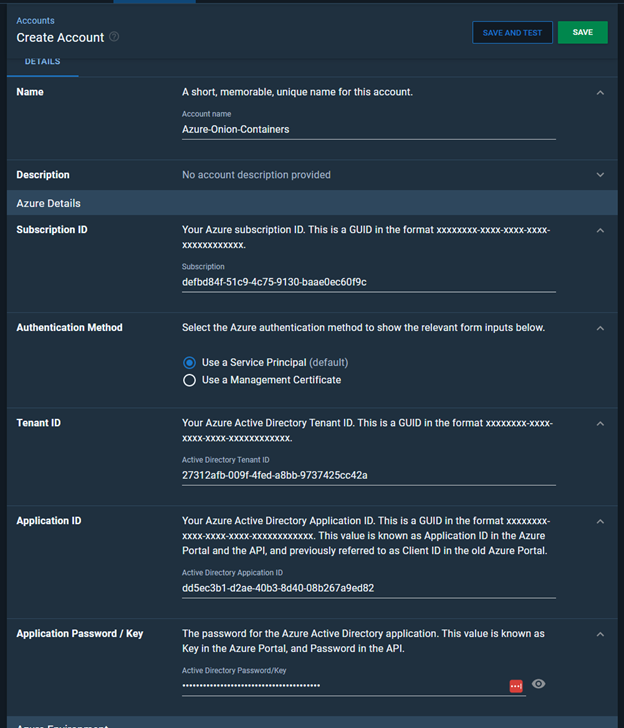 Accounts
Create Account
SAVE AND TEST
SAVE
DETAILS
Name
A short, memorable, unique name for this account.
Account name
Azure-Onion-Containers
Description
No account description provided
Azure Details
Subscription ID
Your Azure subscription ID. This is a GUID in the format xxxxxxxx-xxxx-xxxx-xxxx-
xxxxxxxxxxxx.
Subscription
defbd84f-51c9-4c75-9130-baae0ec60f9c
Authentication Method
Select the Azure authentication method to show the relevant form inputs below.
Use a Service Principal (default)
Use a Management Certificate
Tenant ID
Your Azure Active Directory Tenant ID. This is a GUID in the format xxxxxxxx-xxxx-
xxxx-xxxx-xxxxxxxxxxxx.
Active Directory Tenant ID
27312afb-009f-4fed-a8bb-9737425cc42a
Application ID
Your Azure Active Directory Application ID. This is a GUID in the format xxxxxxxx-
xxxx-xxxx-xxxx-xxxxxxxxxxxx. This value is known as Application ID in the Azure
Portal and the API, and previously referred to as Client ID in the old Azure Portal.
Active Directory Appication ID
dd5ec3b1-d2ae-40b3-8d40-08b267a9ed82
Application Password / Key
The password for the Azure Active Directory application. This value is known as
Key in the Azure Portal, and Password in the API.
Active Directory Password/Key
Azure Environment